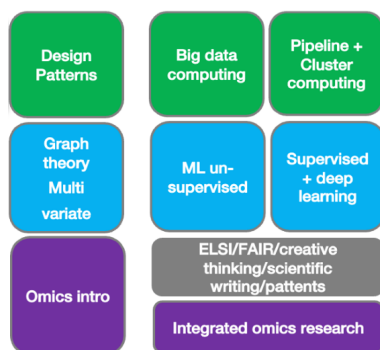 Design
Patterns
Big data
computing
Pipeline +
Cluster
computing
Graph
theory
Multi
variate
ML un-
supervised
Supervised
+ deep
learning
Omics intro
ELSI/FAIR/creative
thinking/scientific
writing/pattents
Integrated omics research